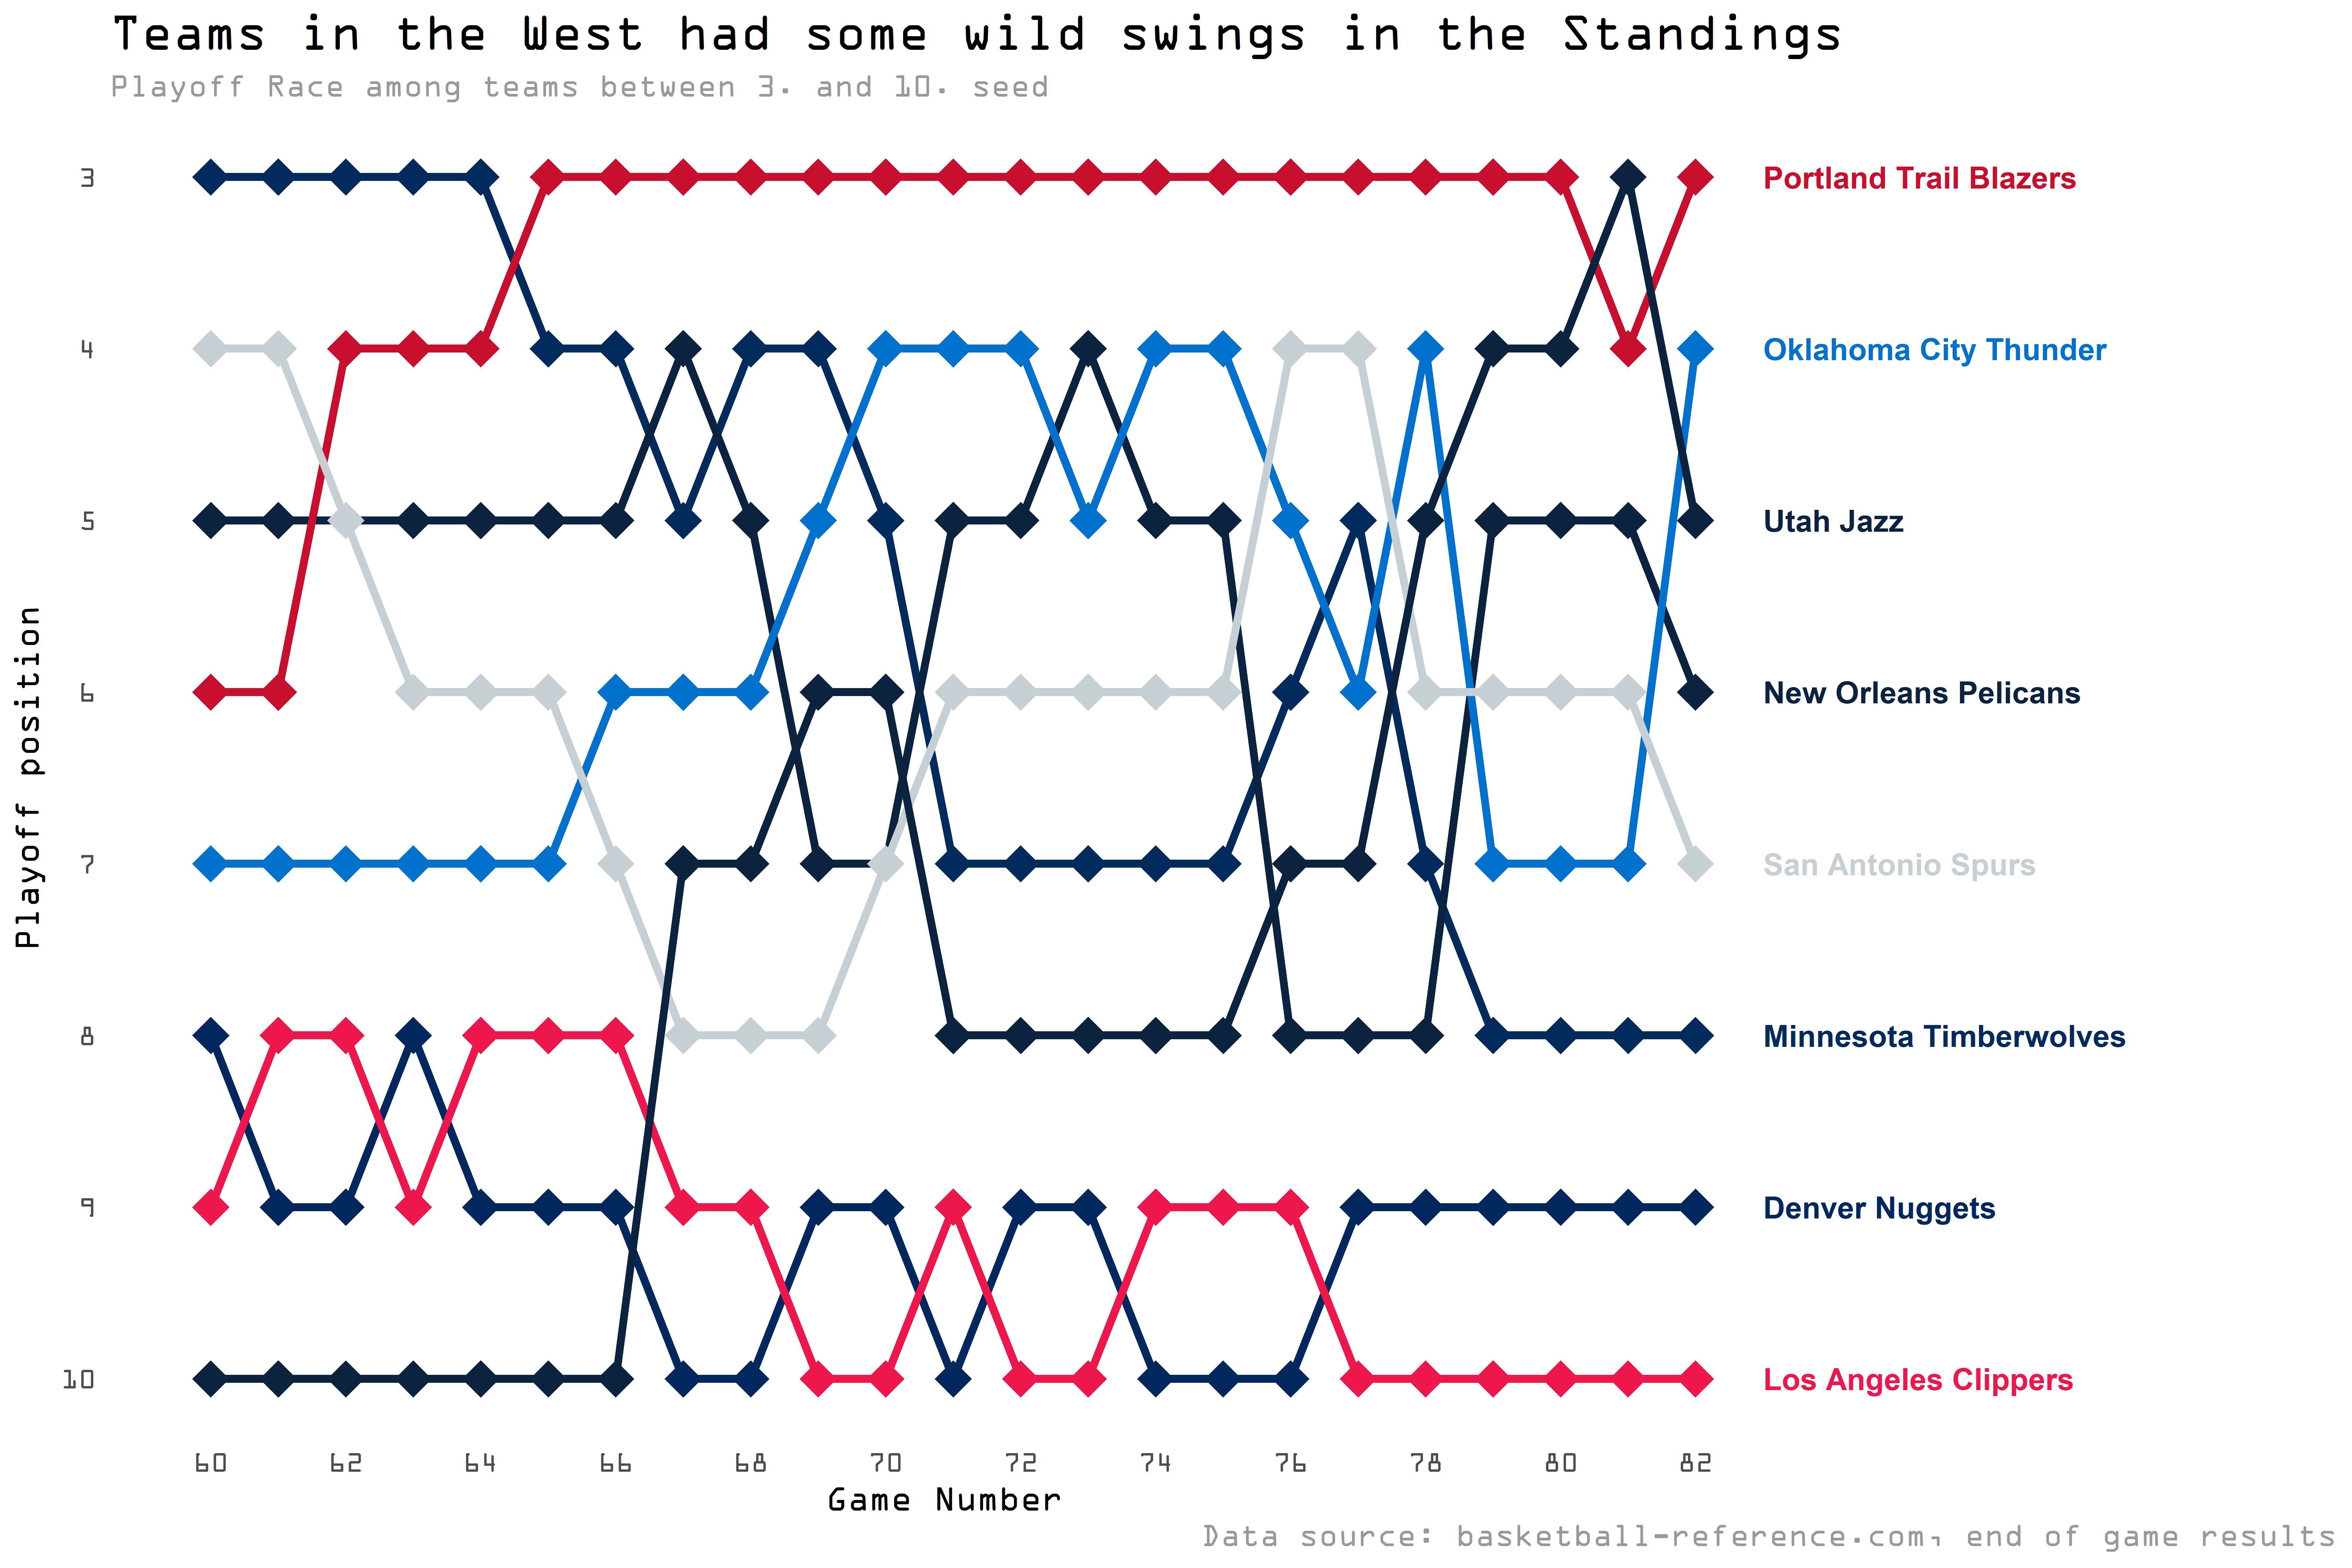 Teams in the West had some wild swings in the Standings
Playoff Race among teams between 3. and 10. seed
Playoff position
3
4
5
6
7
8
9
10
Portland Trail Blazers
Oklahoma City Thunder
Utah Jazz
New Orleans Pelicans
San Antonio Spurs
Minnesota Timberwolves
Denver Nuggets
Los Angeles Clippers
60 62 64 66 68 70 72 74 76 78 80 82
Game Number
Data source: basketball-reference.com, end of game results